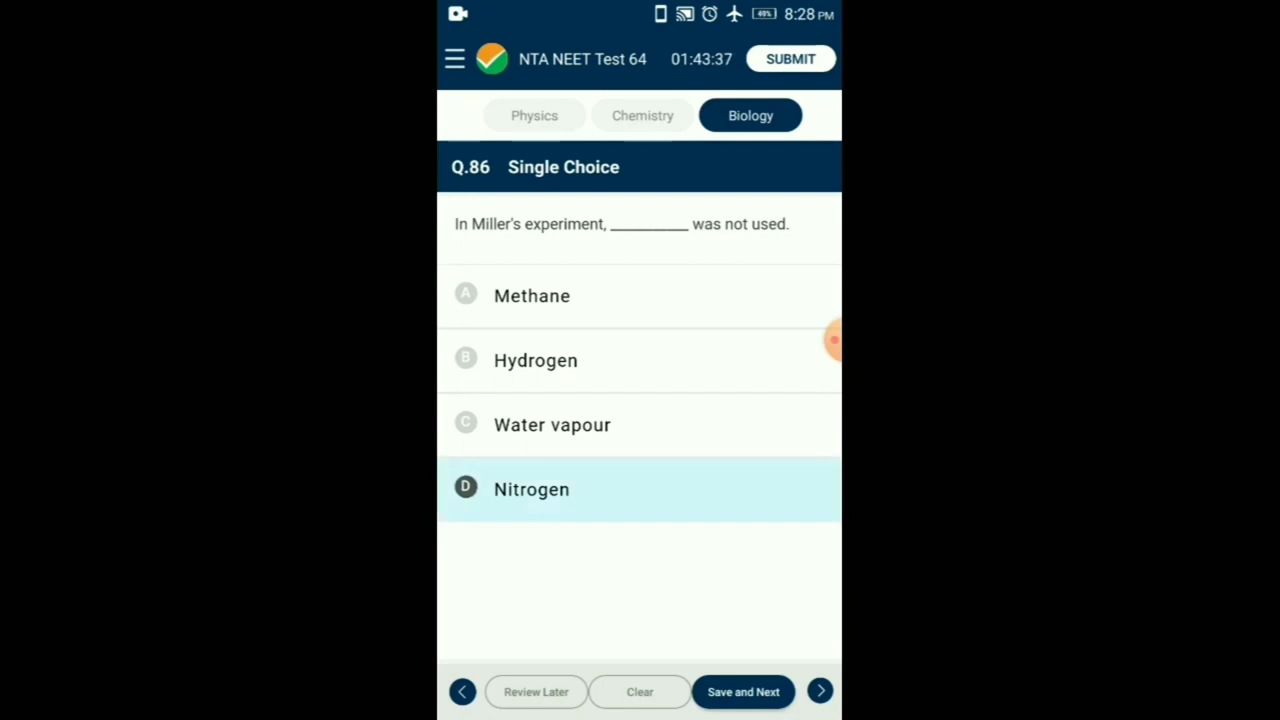 49% 8:28 PM
NTA NEET Test 64 01:43:37 SUBMIT
Physics Chemistry Biology
Q.86 Single Choice
In Miller's experiment, __________ was not used.
A Methane
B Hydrogen
C Water vapour
D Nitrogen
Review Later Clear Save and Next